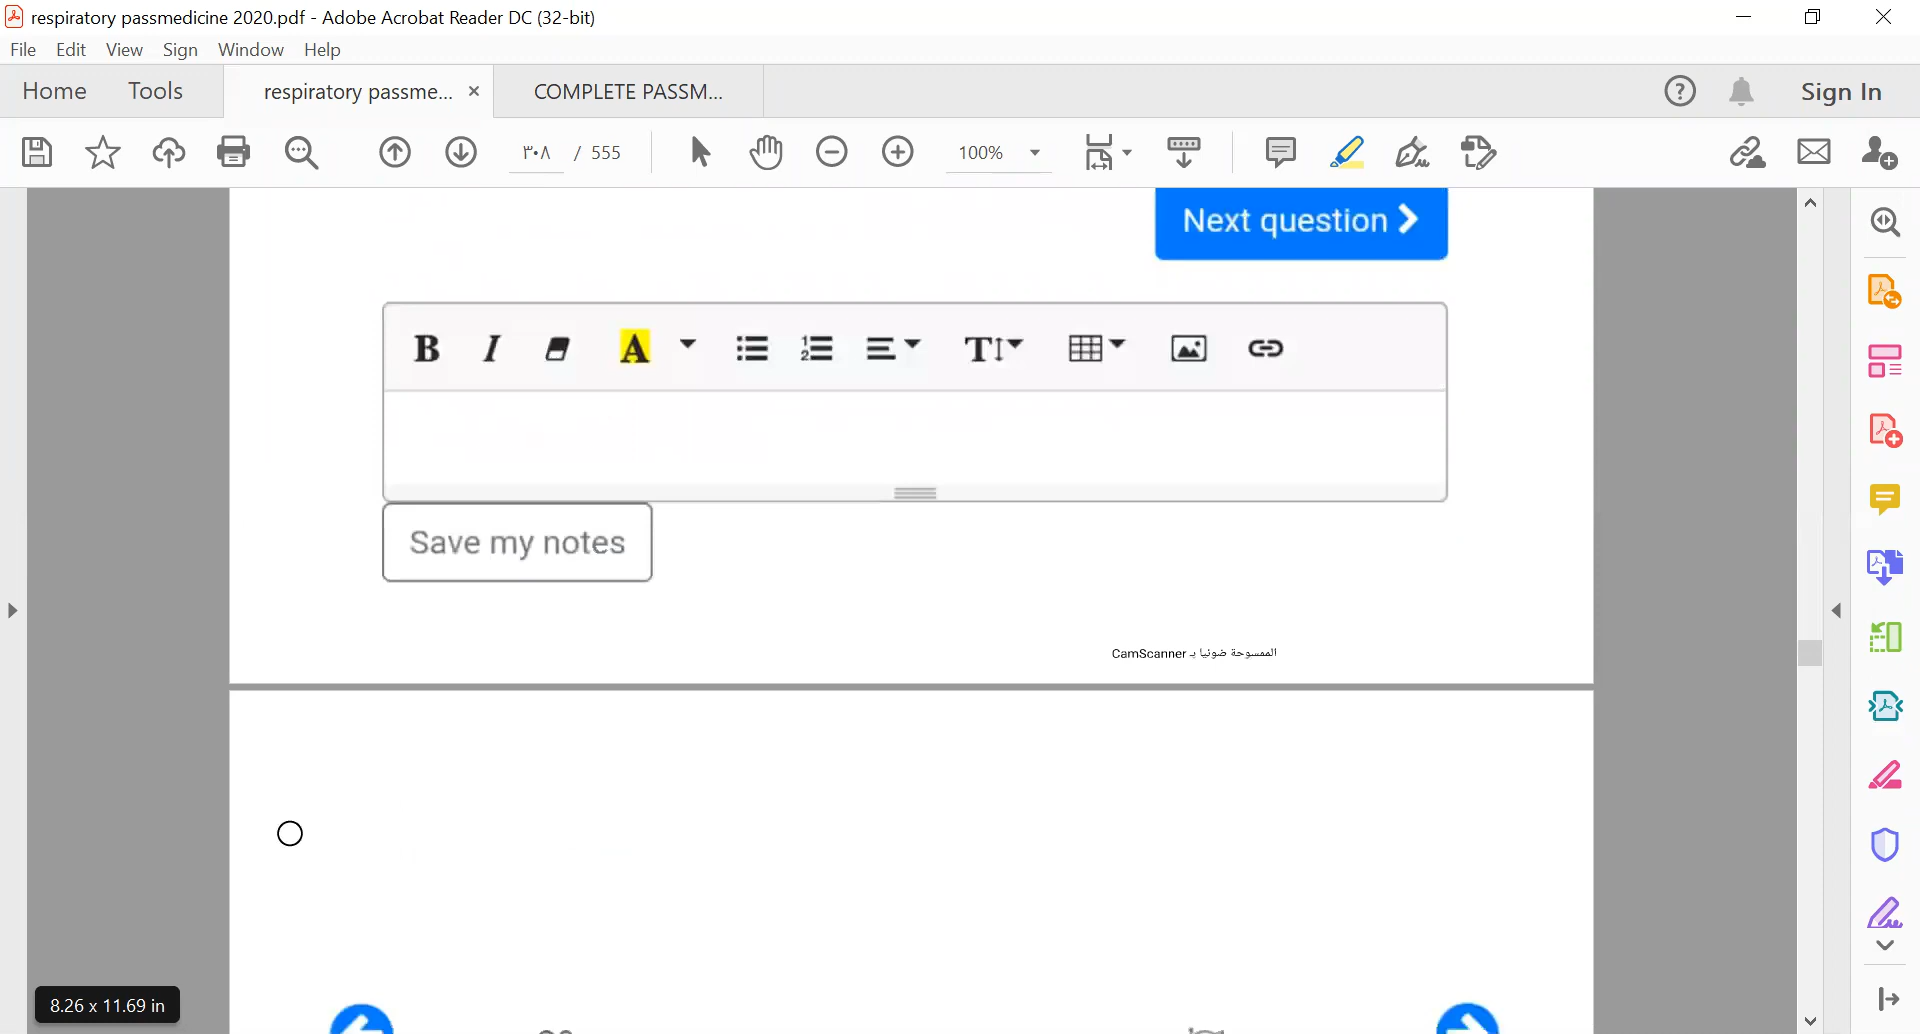 respiratory passmedicine 2020.pdf - Adobe Acrobat Reader DC (32-bit)
File Edit View Sign Window Help
Home Tools respiratory passme... × COMPLETE PASSM... Sign In
٣٠٨ / 555 100%
Next question
B I A T
Save my notes
الممسوحة ضوئيا بـ CamScanner
8.26 x 11.69 in